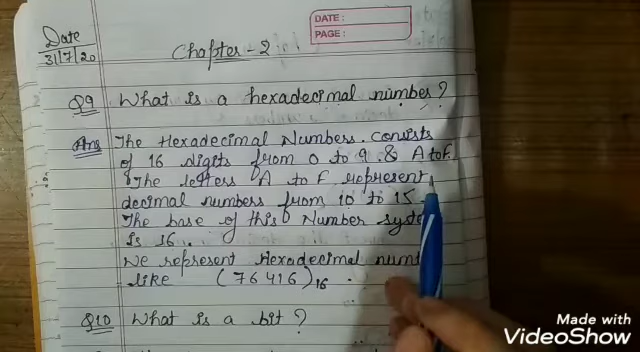 Date
31/7/20
Chapter-2
DATE :
PAGE :
Q9 What is a hexadecimal number?
Ans The Hexadecimal Numbers. Consists
of 16 digits from 0 to 9 & A to F.
The letters A to F represent
decimal numbers from 10 to 15.
The base of this Number
is 16.
We represent Hexadecimal
like (76416)16 .
Q10 What is a bit?
Made with
VideoShow